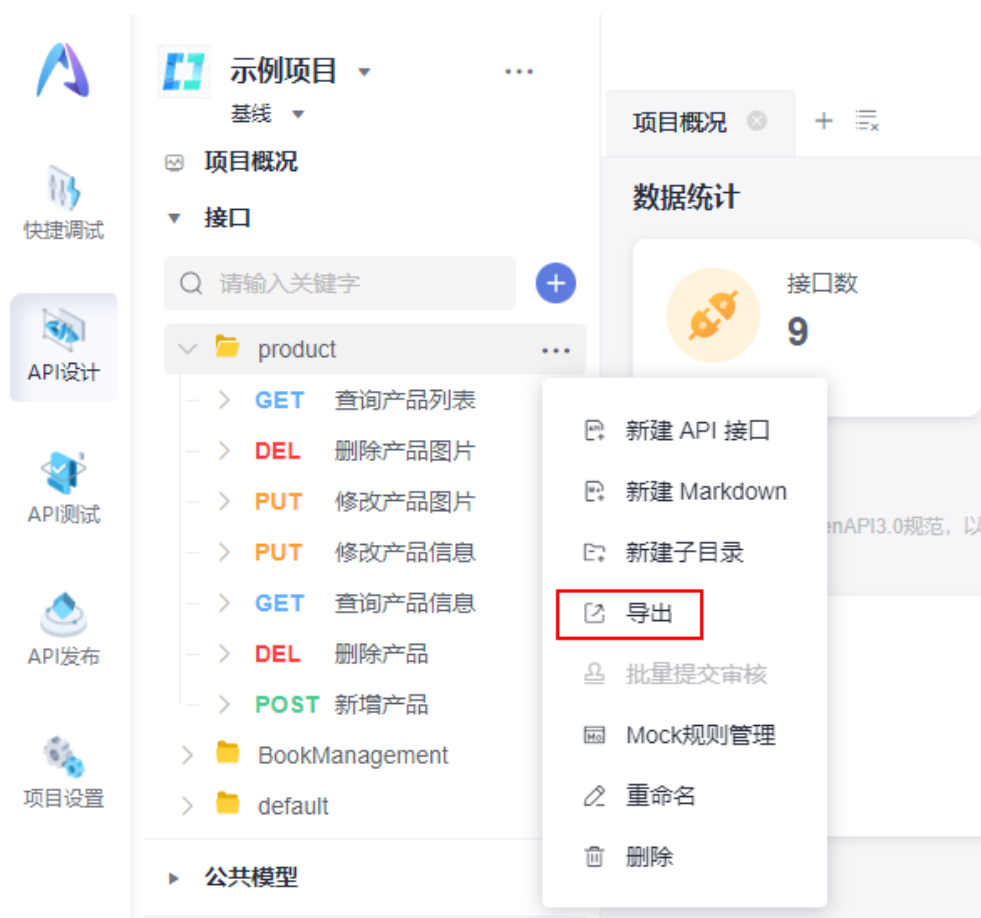 示例项目
基线
项目概况
接口
请输入关键字
product
GET 查询产品列表
DEL 删除产品图片
PUT 修改产品图片
PUT 修改产品信息
GET 查询产品信息
DEL 删除产品
POST 新增产品
BookManagement
default
公共模型
快捷调试
API设计
API测试
API发布
项目设置
项目概况
数据统计
接口数
9
enAPI3.0规范，以
新建 API 接口
新建 Markdown
新建子目录
导出
批量提交审核
Mock规则管理
重命名
删除